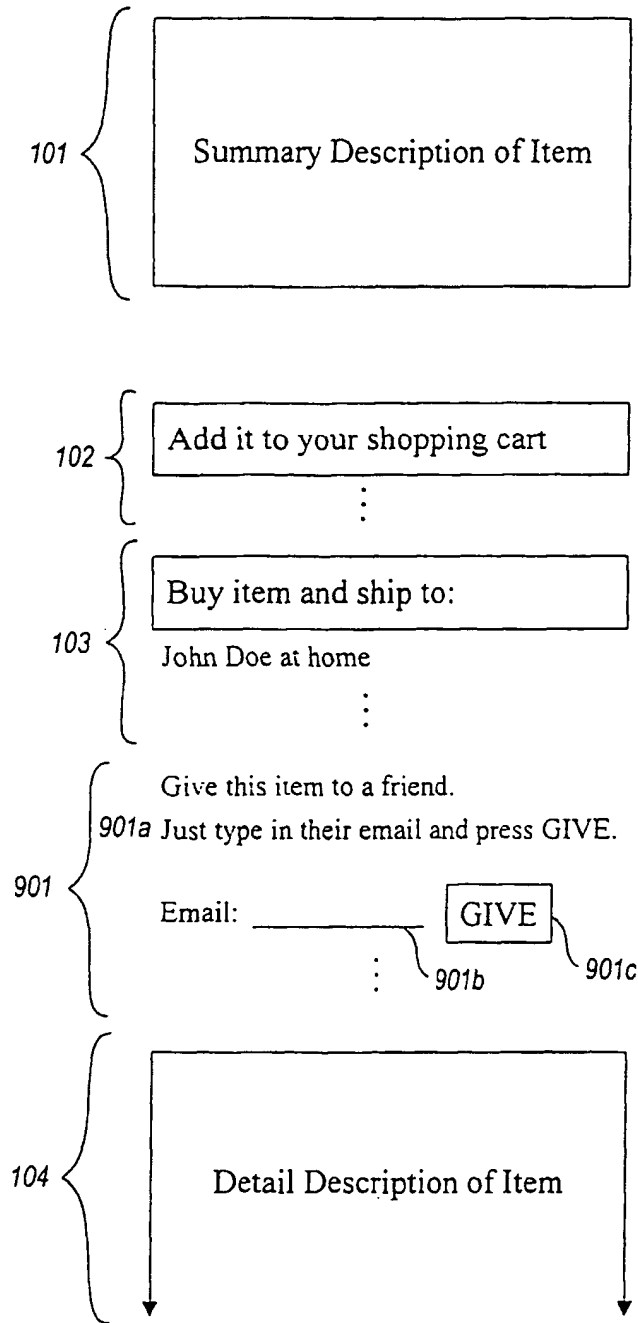 101
Summary Description of Item
102
Add it to your shopping cart
103
Buy item and ship to:
John Doe at home
901
Give this item to a friend.
901a Just type in their email and press GIVE.
Email: GIVE
901b
901c
104
Detail Description of Item